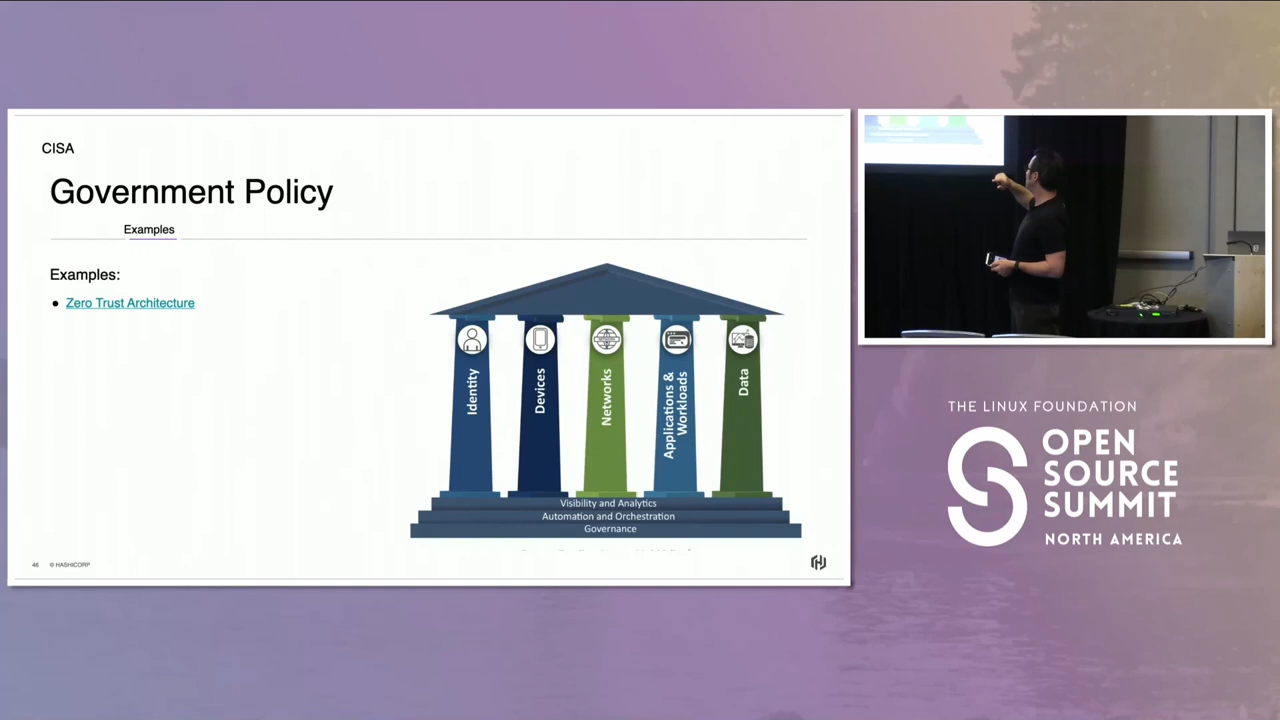 CISA
Government Policy
Examples
Examples:
• Zero Trust Architecture
Identity
Devices
Networks
Applications &
Workloads
Data
Visibility and Analytics
Automation and Orchestration
Governance
46 © HASHICORP
THE LINUX FOUNDATION
OPEN
SOURCE
SUMMIT
NORTH AMERICA